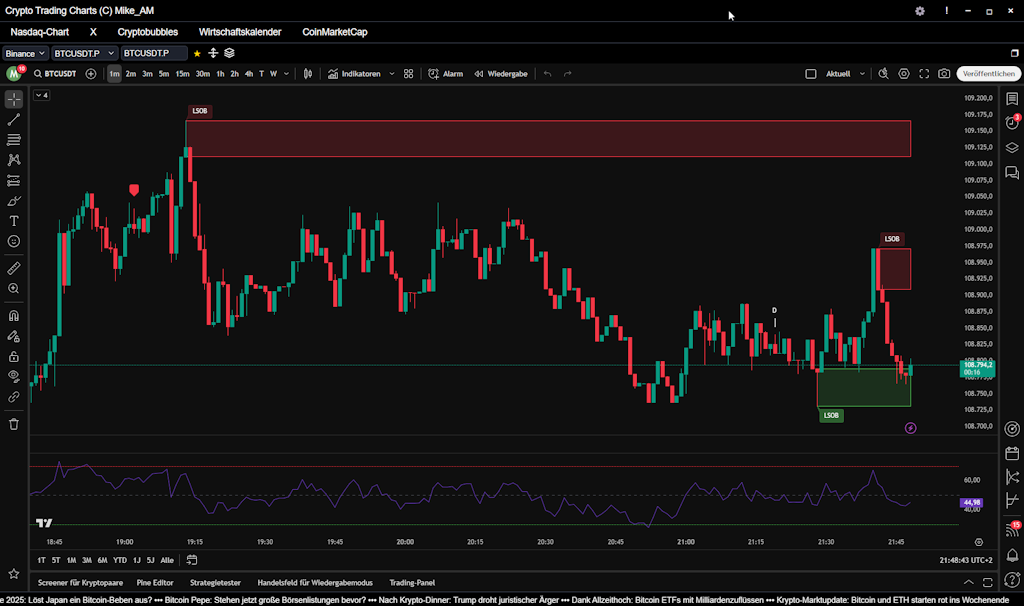 Crypto Trading Charts (C) Mike_AM
Nasdaq-Chart X Cryptobubbles Wirtschaftskalender CoinMarketCap
Binance BTCUSDT.P BTCUSDT.P
M 10 BTCUSDT 1m 2m 3m 5m 15m 30m 1h 2h 4h T W Indikatoren Alarm Wiedergabe Aktuell Veröffentlichen
4
109.200,0
LSOB
109.175,0
109.150,0
3
109.125,0
109.100,0
109.075,0
109.050,0
109.025,0
109.000,0
LSOB
108.975,0
108.950,0
108.925,0
108.900,0
D
108.875,0
108.850,0
108.825,0
108.800,0
108.794,2
00:16
108.775,0
108.750,0
108.725,0
LSOB
108.700,0
60,00
44,98
40,00
15
18:45 19:00 19:15 19:30 19:45 20:00 20:15 20:30 20:45 21:00 21:15 21:30 21:45
1T 5T 1M 3M 6M YTD 1J 5J Alle 21:48:43 UTC+2
Screener für Kryptopaare Pine Editor Strategietester Handelsfeld für Wiedergabemodus Trading-Panel
e 2025: Löst Japan ein Bitcoin-Beben aus? ••• Bitcoin Pepe: Stehen jetzt große Börsenlistungen bevor? ••• Nach Krypto-Dinner: Trump droht juristischer Ärger ••• Dank Allzeithoch: Bitcoin ETFs mit Milliardenzuflüssen ••• Krypto-Marktupdate: Bitcoin und ETH starten rot ins Wochenende